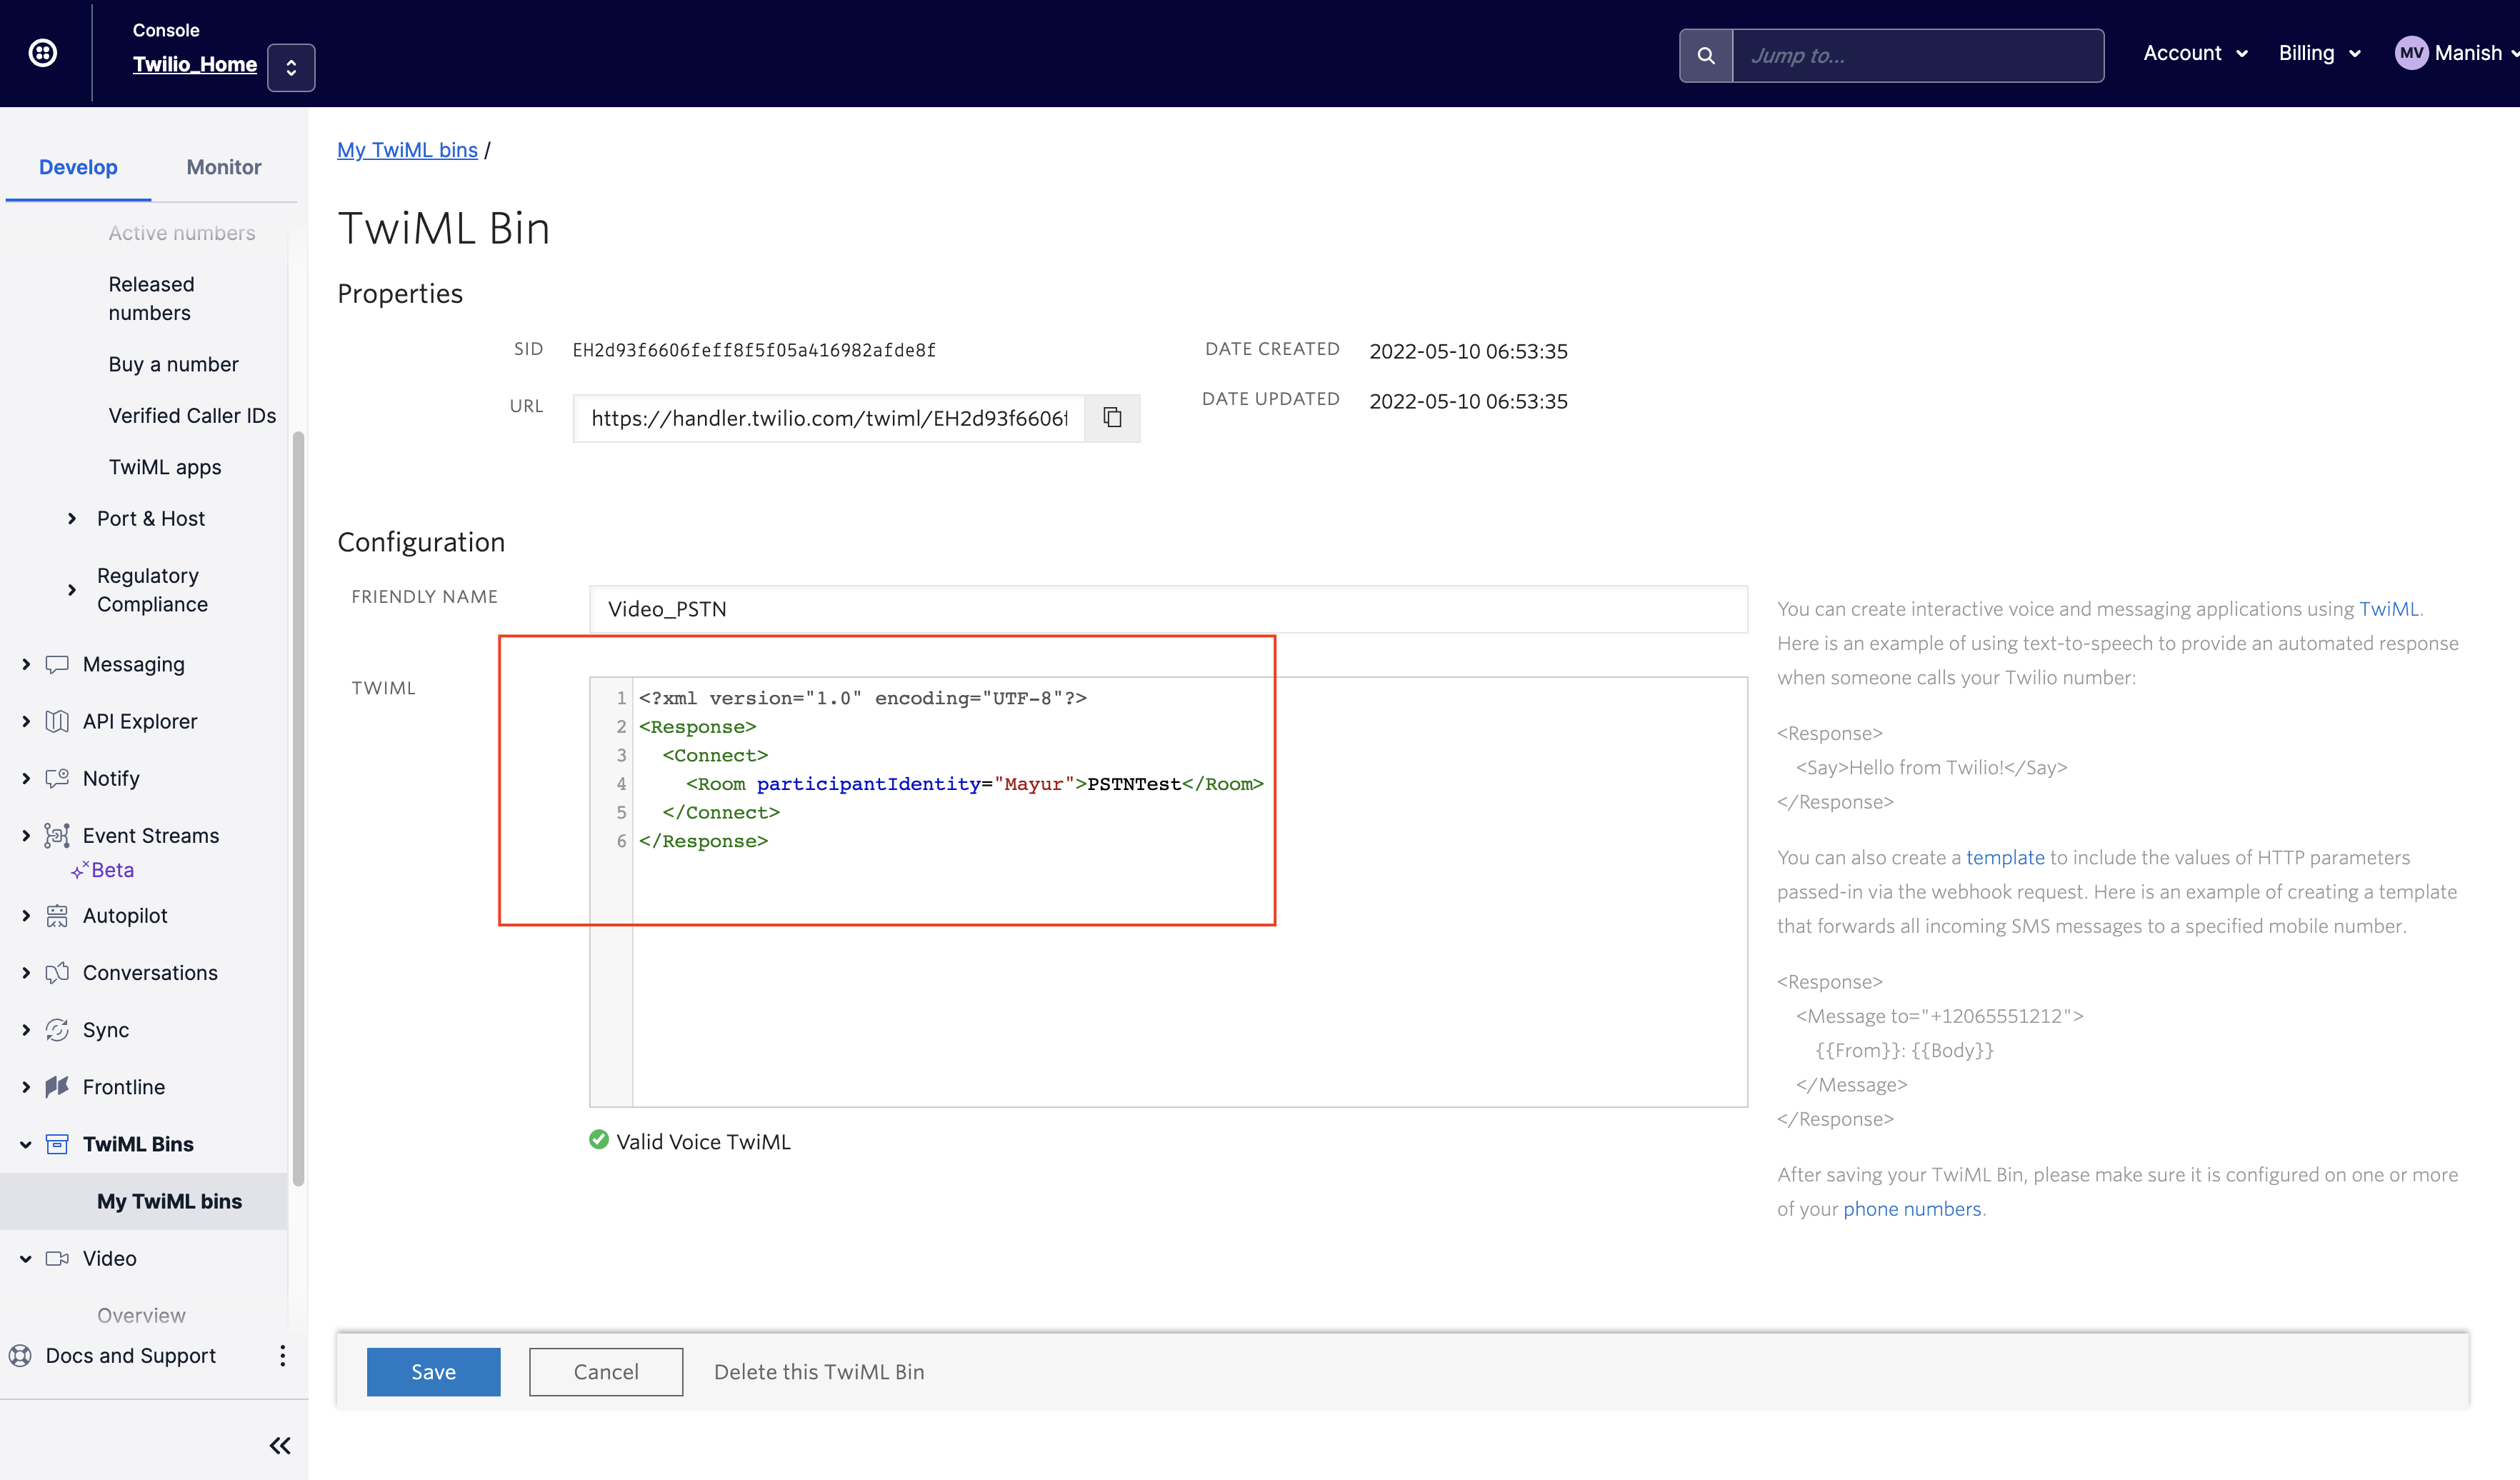 Console
Twilio_Home
Jump to...
Account
Billing
MV
Manish
Develop
Monitor
Active numbers
Released
numbers
Buy a number
Verified Caller IDs
TwiML apps
Port & Host
Regulatory
Compliance
Messaging
API Explorer
Notify
Event Streams
Beta
Autopilot
Conversations
Sync
Frontline
TwiML Bins
My TwiML bins
Video
Overview
Docs and Support
My TwiML bins /
TwiML Bin
Properties
SID
EH2d93f6606feff8f5f05a416982afde8f
DATE CREATED
2022-05-10 06:53:35
URL
https://handler.twilio.com/twiml/EH2d93f6606f
DATE UPDATED
2022-05-10 06:53:35
Configuration
FRIENDLY NAME
Video_PSTN
TWIML
1 <?xml version="1.0" encoding="UTF-8"?>
2 <Response>
3 <Connect>
4 <Room participantIdentity="Mayur">PSTNTest</Room>
5 </Connect>
6 </Response>
Valid Voice TwiML
You can create interactive voice and messaging applications using TwiML.
Here is an example of using text-to-speech to provide an automated response
when someone calls your Twilio number:
<Response>
<Say>Hello from Twilio!</Say>
</Response>
You can also create a template to include the values of HTTP parameters
passed-in via the webhook request. Here is an example of creating a template
that forwards all incoming SMS messages to a specified mobile number.
<Response>
<Message to="+12065551212">
{{From}}: {{Body}}
</Message>
</Response>
After saving your TwiML Bin, please make sure it is configured on one or more
of your phone numbers.
Save
Cancel
Delete this TwiML Bin